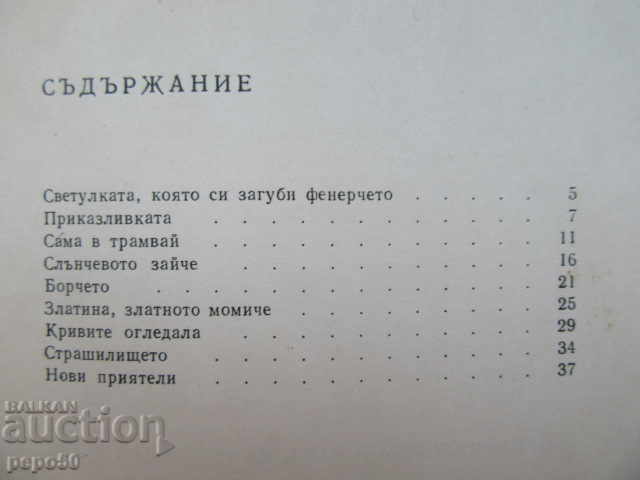 СЪДЪРЖАНИЕ
Светулката, която си загуби фенерчето . . . . . 5
Приказливката . . . . . . . . . . . . 7
Сама в трамвай . . . . . . . . . . . . 11
Слънчевото зайче . . . . . . . . . . . 16
Борчето . . . . . . . . . . . . . . 21
Златина, златното момиче . . . . . . . . . 25
Кривите огледала . . . . . . . . . . . 29
Страшилището . . . . . . . . . . . . 34
Нови приятели . . . . . . . . . . . . 37
BALKAN
auction
pepo50